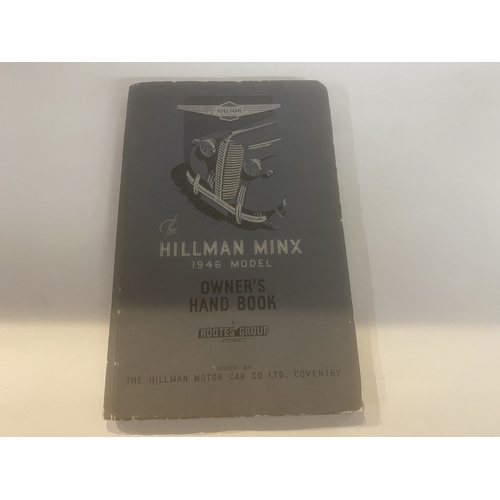 HILLMAN
The
HILLMAN MINX
1946 MODEL
OWNER'S
HAND BOOK
A
ROOTES GROUP
PRODUCT
ISSUED BY
THE HILLMAN MOTOR CAR CO. LTD., COVENTRY